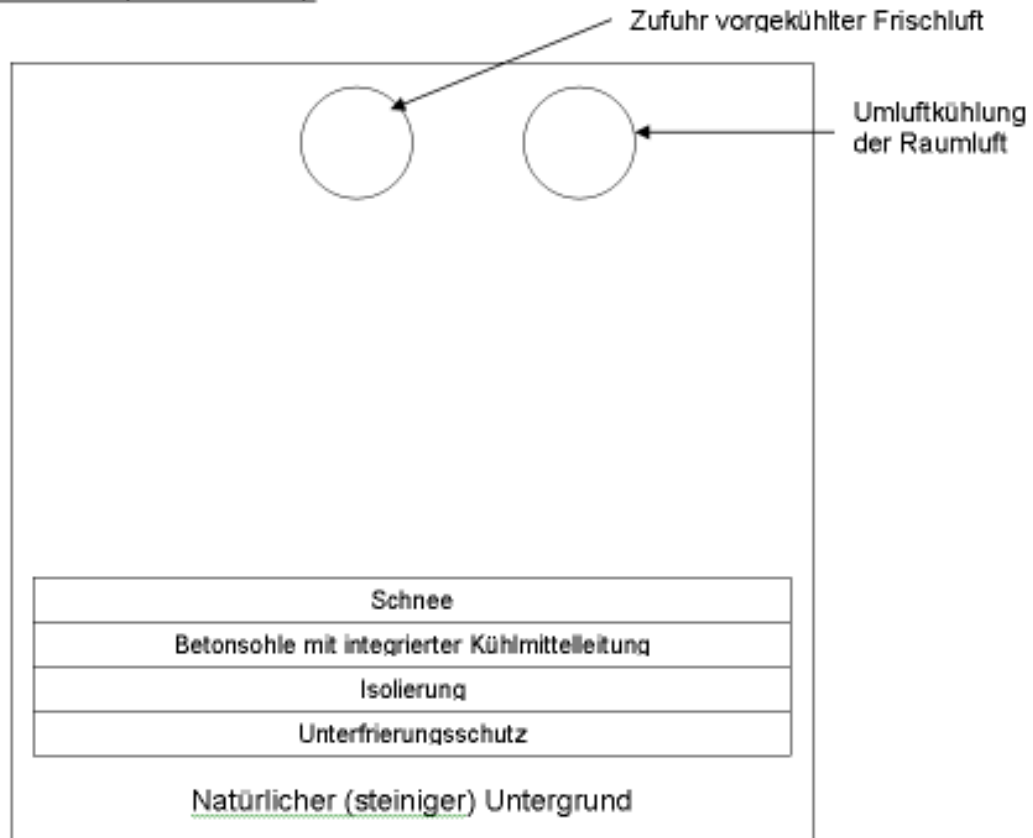 Zufuhr vorgekühlter Frischluft
Umluftkühlung
der Raumluft
Schnee
Betonsohle mit integrierter Kühlmittelleitung
Isolierung
Unterfrierungsschutz
Natürlicher (steiniger) Untergrund